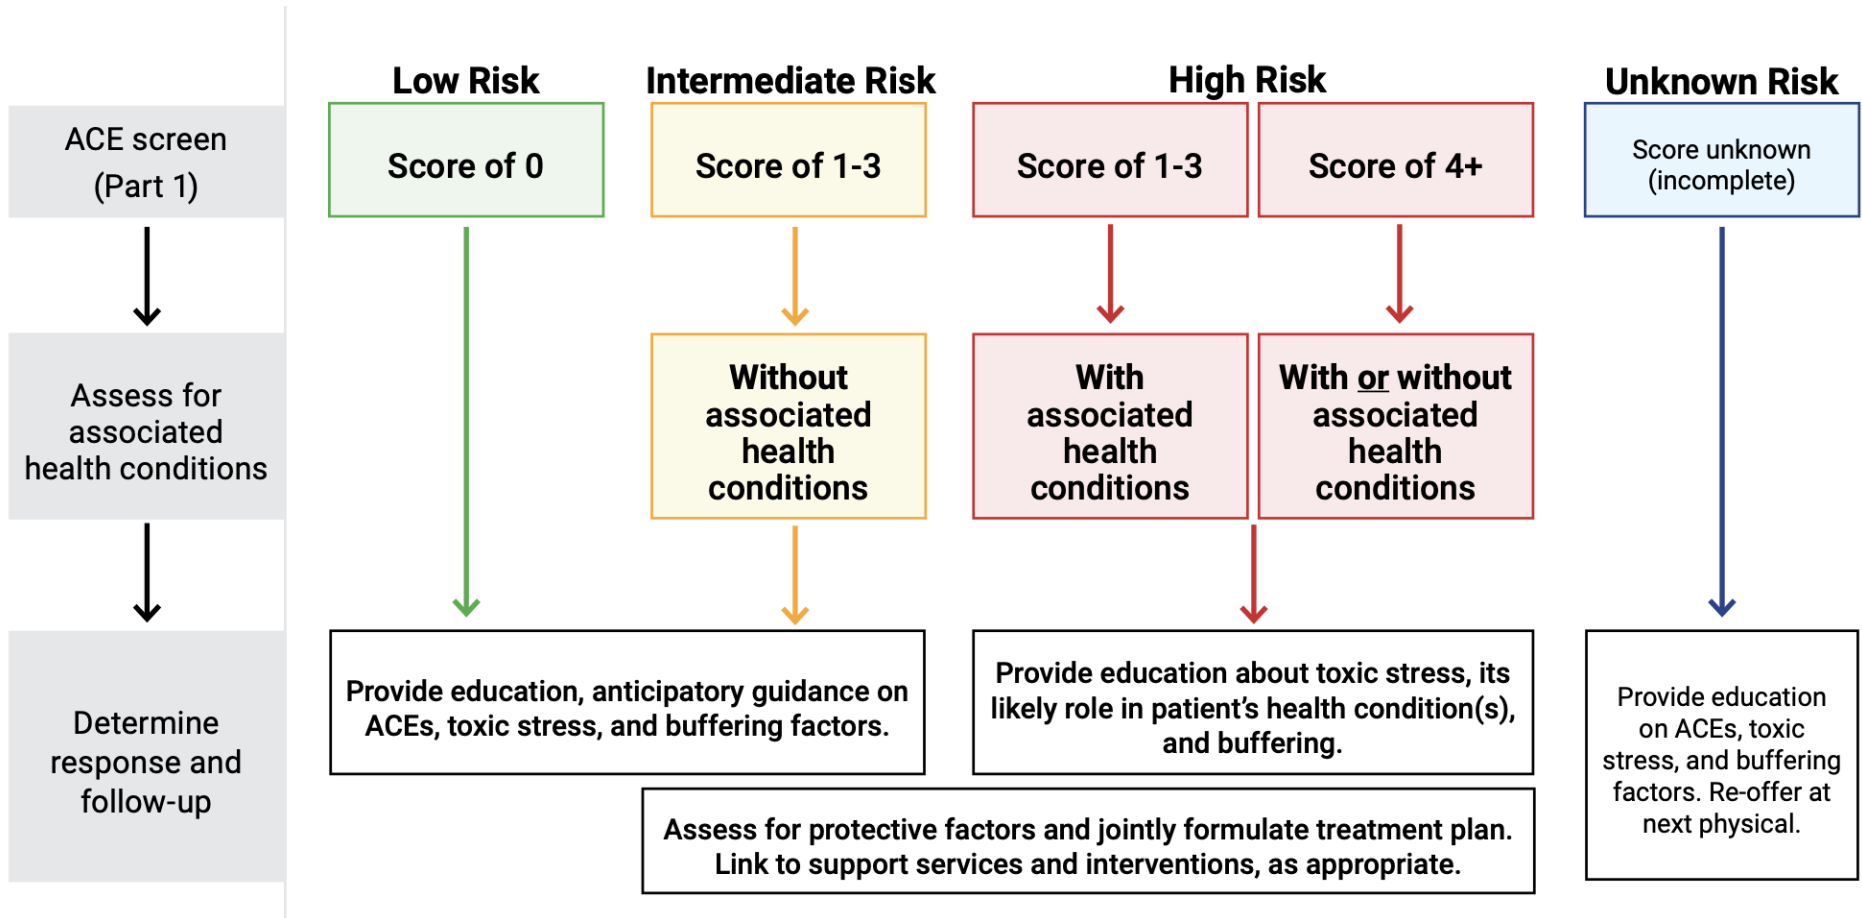 Low Risk
Intermediate Risk
High Risk
Unknown Risk
ACE screen
(Part 1)
Score of 0
Score of 1-3
Score of 1-3
Score of 4+
Score unknown
(incomplete)
Assess for
associated
health conditions
Without
associated
health
conditions
With
associated
health
conditions
With or without
associated
health
conditions
Determine
response and
follow-up
Provide education, anticipatory guidance on
ACEs, toxic stress, and buffering factors.
Provide education about toxic stress, its
likely role in patient's health condition(s),
and buffering.
Assess for protective factors and jointly formulate treatment plan.
Link to support services and interventions, as appropriate.
Provide education
on ACEs, toxic
stress, and buffering
factors. Re-offer at
next physical.